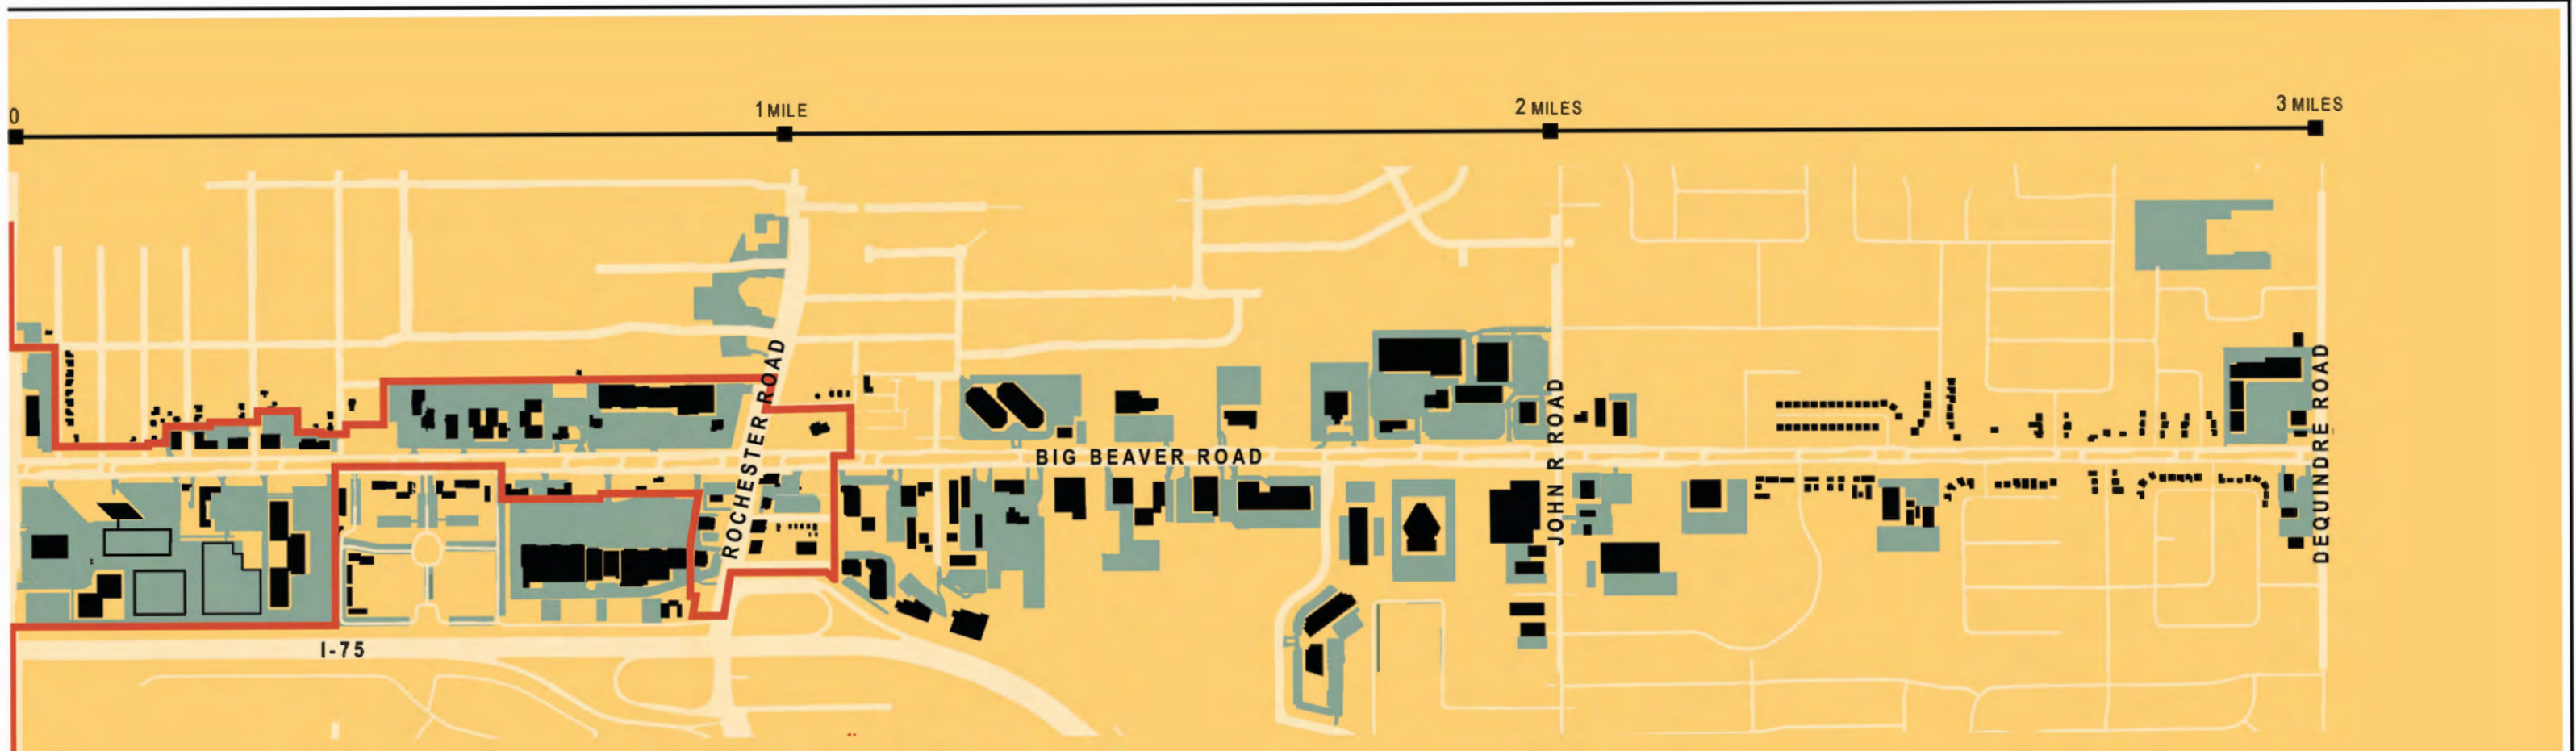 0
1 MILE
2 MILES
3 MILES
ROCHESTER ROAD
BIG BEAVER ROAD
JOHN R ROAD
DEQUINDRE ROAD
I-75